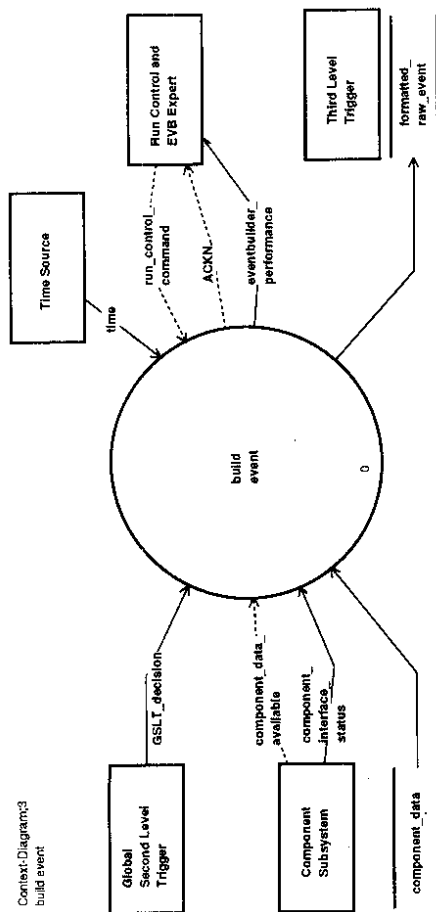 Context-Diagram;3
build event
Time Source
time
Run Control and
EVB Expert
run_control_
command
ACKN
eventbuilder_
performance
Third Level
Trigger
formatted_
raw_event
build
event
0
Global
Second Level
Trigger
GSLT_decision
Component
Subsystem
component_data_
available
component_
interface_
status
component_data